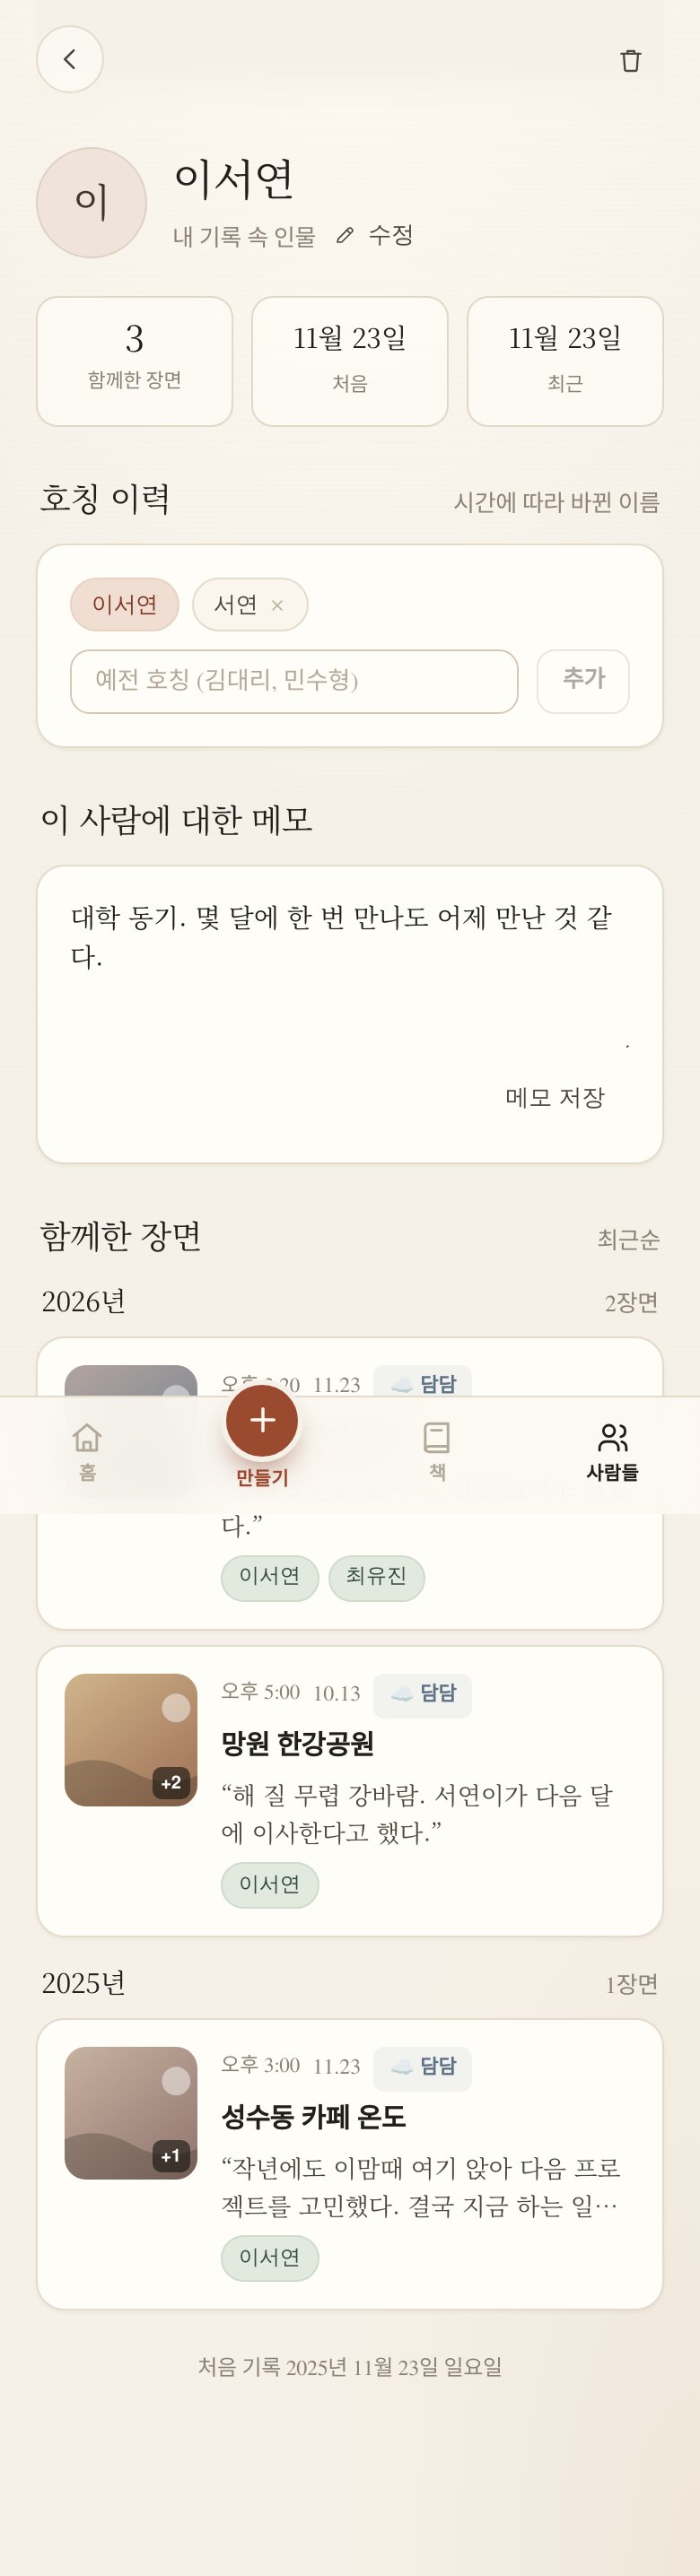 이
이서연
내 기록 속 인물 수정
3
함께한 장면
11월 23일
처음
11월 23일
최근
호칭 이력
시간에 따라 바뀐 이름
이서연
서연 ×
예전 호칭 (김대리, 민수형)
추가
이 사람에 대한 메모
대학 동기. 몇 달에 한 번 만나도 어제 만난 것 같
다.
메모 저장
함께한 장면
최근순
2026년
2장면
오후 20 11.23 담담
홈
만들기
책
사람들
다.”
이서연 최유진
오후 5:00 10.13 담담
+2
망원 한강공원
“해 질 무렵 강바람. 서연이가 다음 달
에 이사한다고 했다.”
이서연
2025년
1장면
오후 3:00 11.23 담담
+1
성수동 카페 온도
“작년에도 이맘때 여기 앉아 다음 프로
젝트를 고민했다. 결국 지금 하는 일…
이서연
처음 기록 2025년 11월 23일 일요일